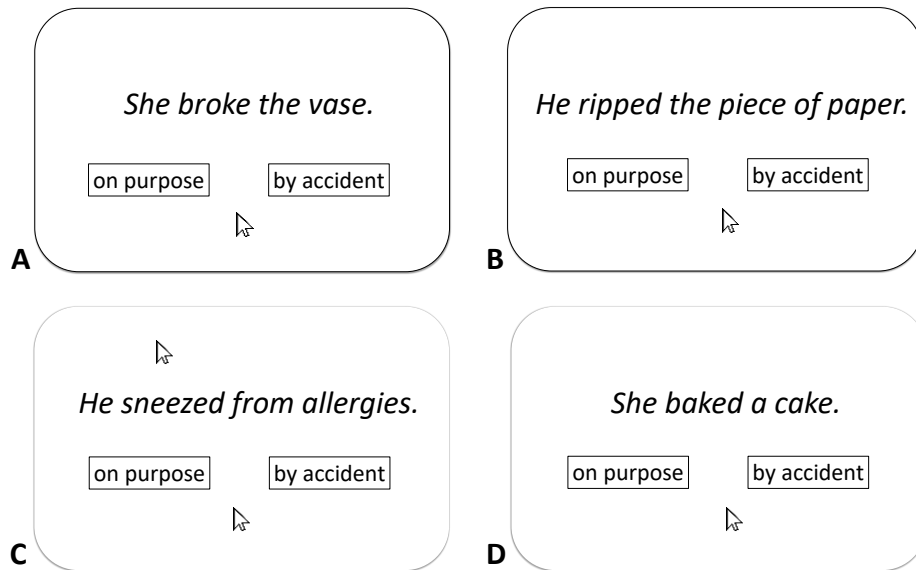 She broke the vase.
on purpose by accident
A
He ripped the piece of paper.
on purpose by accident
B
He sneezed from allergies.
on purpose by accident
C
She baked a cake.
on purpose by accident
D